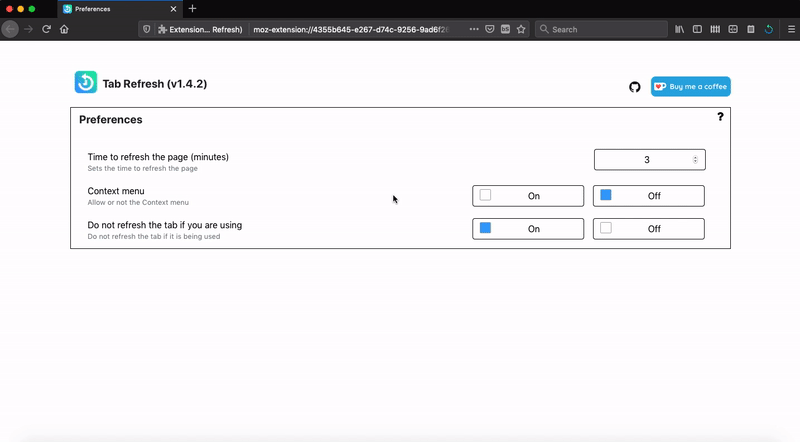 Preferences
Extension... Refresh)
moz-extension://4355b645-e267-d74c-9256-9ad6f28
Search
Tab Refresh (v1.4.2)
Buy me a coffee
Preferences
?
Time to refresh the page (minutes)
Sets the time to refresh the page
3
Context menu
Allow or not the Context menu
On
Off
Do not refresh the tab if you are using
Do not refresh the tab if it is being used
On
Off